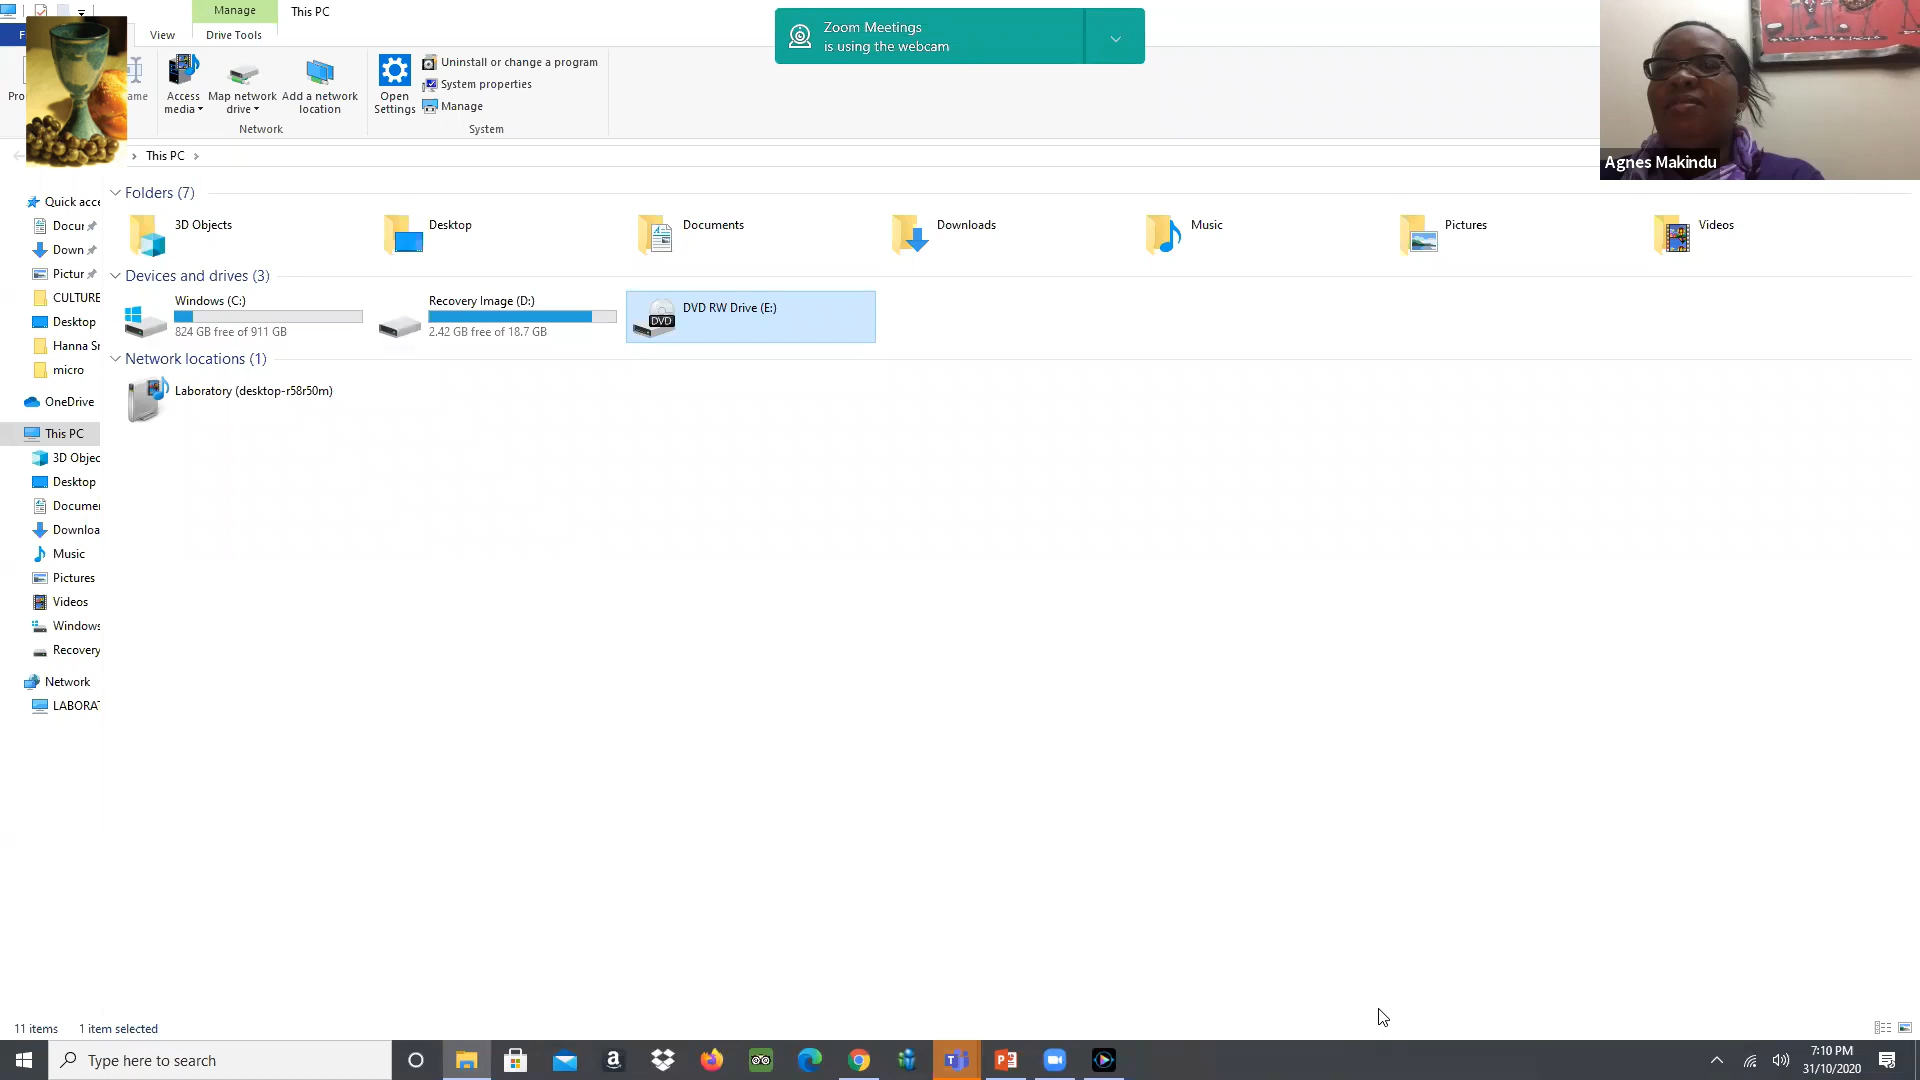 Manage
This PC
F
View
Drive Tools
Zoom Meetings
is using the webcam
Pro
ame
Access
media
Map network
drive
Add a network
location
Network
Open
Settings
Uninstall or change a program
System properties
Manage
System
Agnes Makindu
This PC
Quick acce
Docur
Down
Pictur
CULTURE
Desktop
Hanna Sr
micro
OneDrive
This PC
3D Objec
Desktop
Documer
Downloa
Music
Pictures
Videos
Windows
Recovery
Network
LABORAT
Folders (7)
3D Objects
Desktop
Documents
Downloads
Music
Pictures
Videos
Devices and drives (3)
Windows (C:)
824 GB free of 911 GB
Recovery Image (D:)
2.42 GB free of 18.7 GB
DVD
DVD RW Drive (E:)
Network locations (1)
Laboratory (desktop-r58r50m)
11 items
1 item selected
Type here to search
7:10 PM
31/10/2020